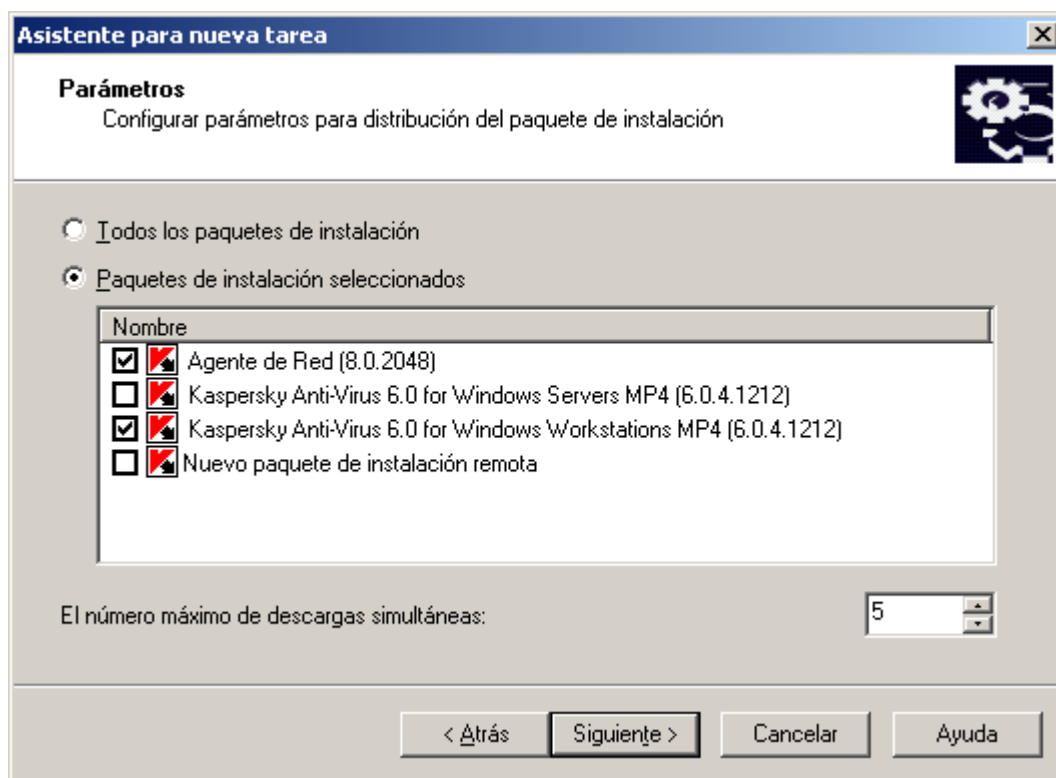 Asistente para nueva tarea
Parámetros
Configurar parámetros para distribución del paquete de instalación
Todos los paquetes de instalación
Paquetes de instalación seleccionados
Nombre
Agente de Red (8.0.2048)
Kaspersky Anti-Virus 6.0 for Windows Servers MP4 (6.0.4.1212)
Kaspersky Anti-Virus 6.0 for Windows Workstations MP4 (6.0.4.1212)
Nuevo paquete de instalación remota
El número máximo de descargas simultáneas: 5
< Atrás Siguiente > Cancelar Ayuda